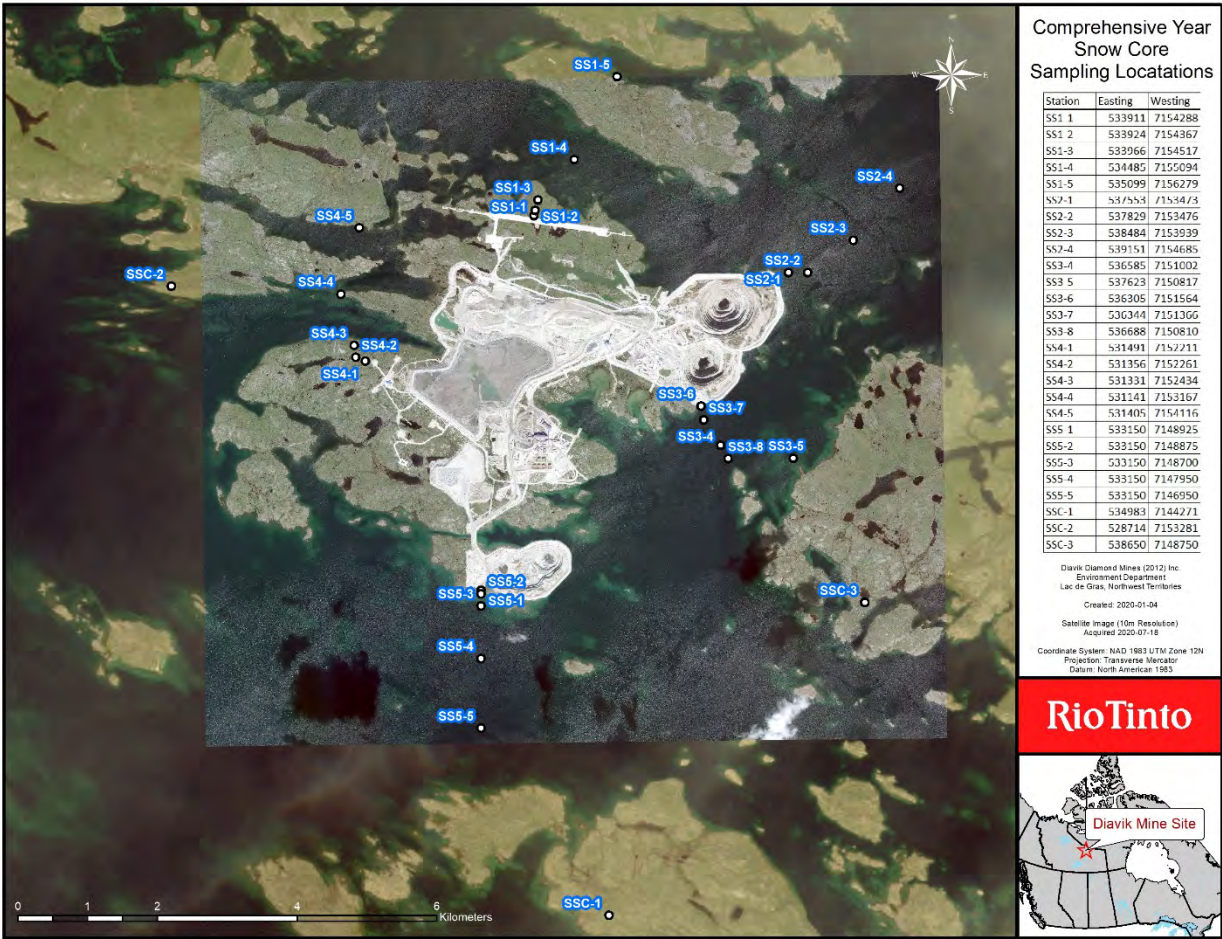 Comprehensive Year
Snow Core
Sampling Locatations
Station Easting Westing
SS1 1 533911 7154288
SS1 2 533924 7154367
SS1-3 533966 7154517
SS1-4 534485 7155094
SS1-5 535099 7156279
SS2-1 537553 7153473
SS2-2 537829 7153476
SS2-3 538484 7153939
SS2-4 539151 7154685
SS3-4 536585 7151002
SS3 5 537623 7150817
SS3-6 536305 7151564
SS3-7 536344 7151366
SS3-8 536688 7150810
SS4-1 531491 7152211
SS4-2 531356 7152261
SS4-3 531331 7152434
SS4-4 531141 7153167
SS4-5 531405 7154116
SS5 1 533150 7148925
SS5-2 533150 7148875
SS5-3 533150 7148700
SS5-4 533150 7147950
SS5-5 533150 7146950
SSC-1 534983 7144271
SSC-2 528714 7153281
SSC-3 538650 7148750
Diavik Diamond Mines (2012) Inc.
Environment Department
Lac de Gras, Northwest Territories
Created: 2020-01-04
Satellite Image (10m Resolution)
Acquired 2020-07-18
Coordinate System: NAD 1983 UTM Zone 12N
Projection: Transverse Mercator
Datum: North American 1983
RioTinto
Diavik Mine Site
N
W E
S
SS1-5
SS1-4
SS2-4
SS1-3
SS1-1
SS1-2
SS4-5
SS2-3
SSC-2
SS2-2
SS2-1
SS4-4
SS4-3
SS4-2
SS4-1
SS3-6
SS3-7
SS3-4
SS3-8
SS3-5
SS5-2
SS5-3
SS5-1
SSC-3
SS5-4
SS5-5
SSC-1
0 1 2 4 6
Kilometers